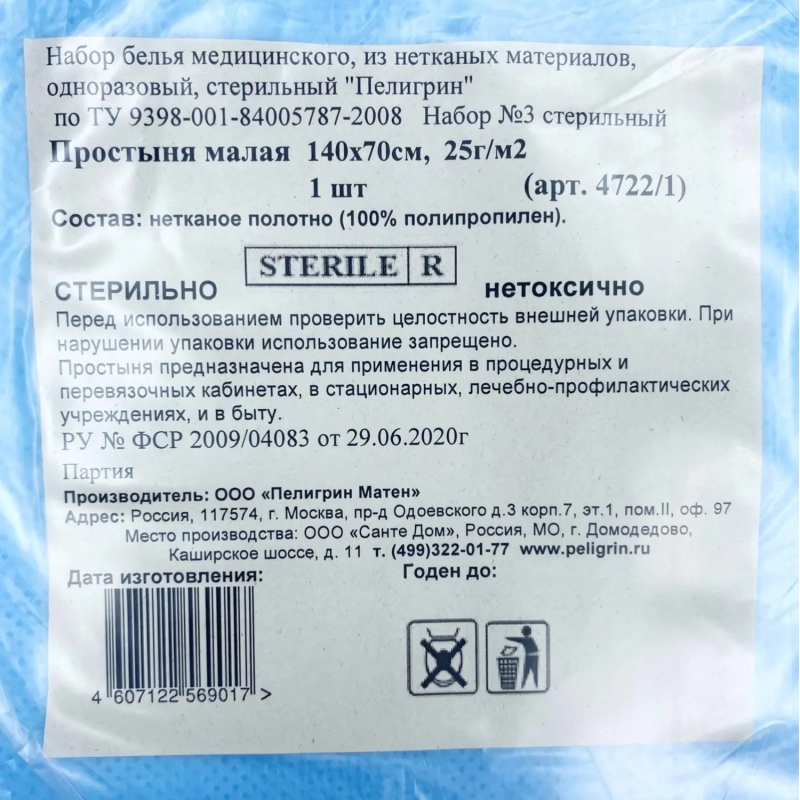 Набор белья медицинского, из нетканых материалов,
одноразовый, стерильный "Пелигрин"
по ТУ 9398-001-84005787-2008 Набор №3 стерильный
Простыня малая 140х70см, 25г/м2
1 шт (арт. 4722/1)
Состав: нетканое полотно (100% полипропилен).
STERILE R
СТЕРИЛЬНО НЕТОКСИЧНО
Перед использованием проверить целостность внешней упаковки. При
нарушении упаковки использование запрещено.
Простыня предназначена для применения в процедурных и
перевязочных кабинетах, в стационарных, лечебно-профилактических
учреждениях, и в быту.
РУ № ФСР 2009/04083 от 29.06.2020г
Партия
Производитель: ООО «Пелигрин Матен»
Адрес: Россия, 117574, г. Москва, пр-д Одоевского д.3 корп.7, эт.1, пом.II, оф. 97
Место производства: ООО «Санте Дом», Россия, МО, г. Домодедово,
Каширское шоссе, д. 11 т. (499)322-01-77 www.peligrin.ru
Дата изготовления: Годен до:
4 607122 569017 >